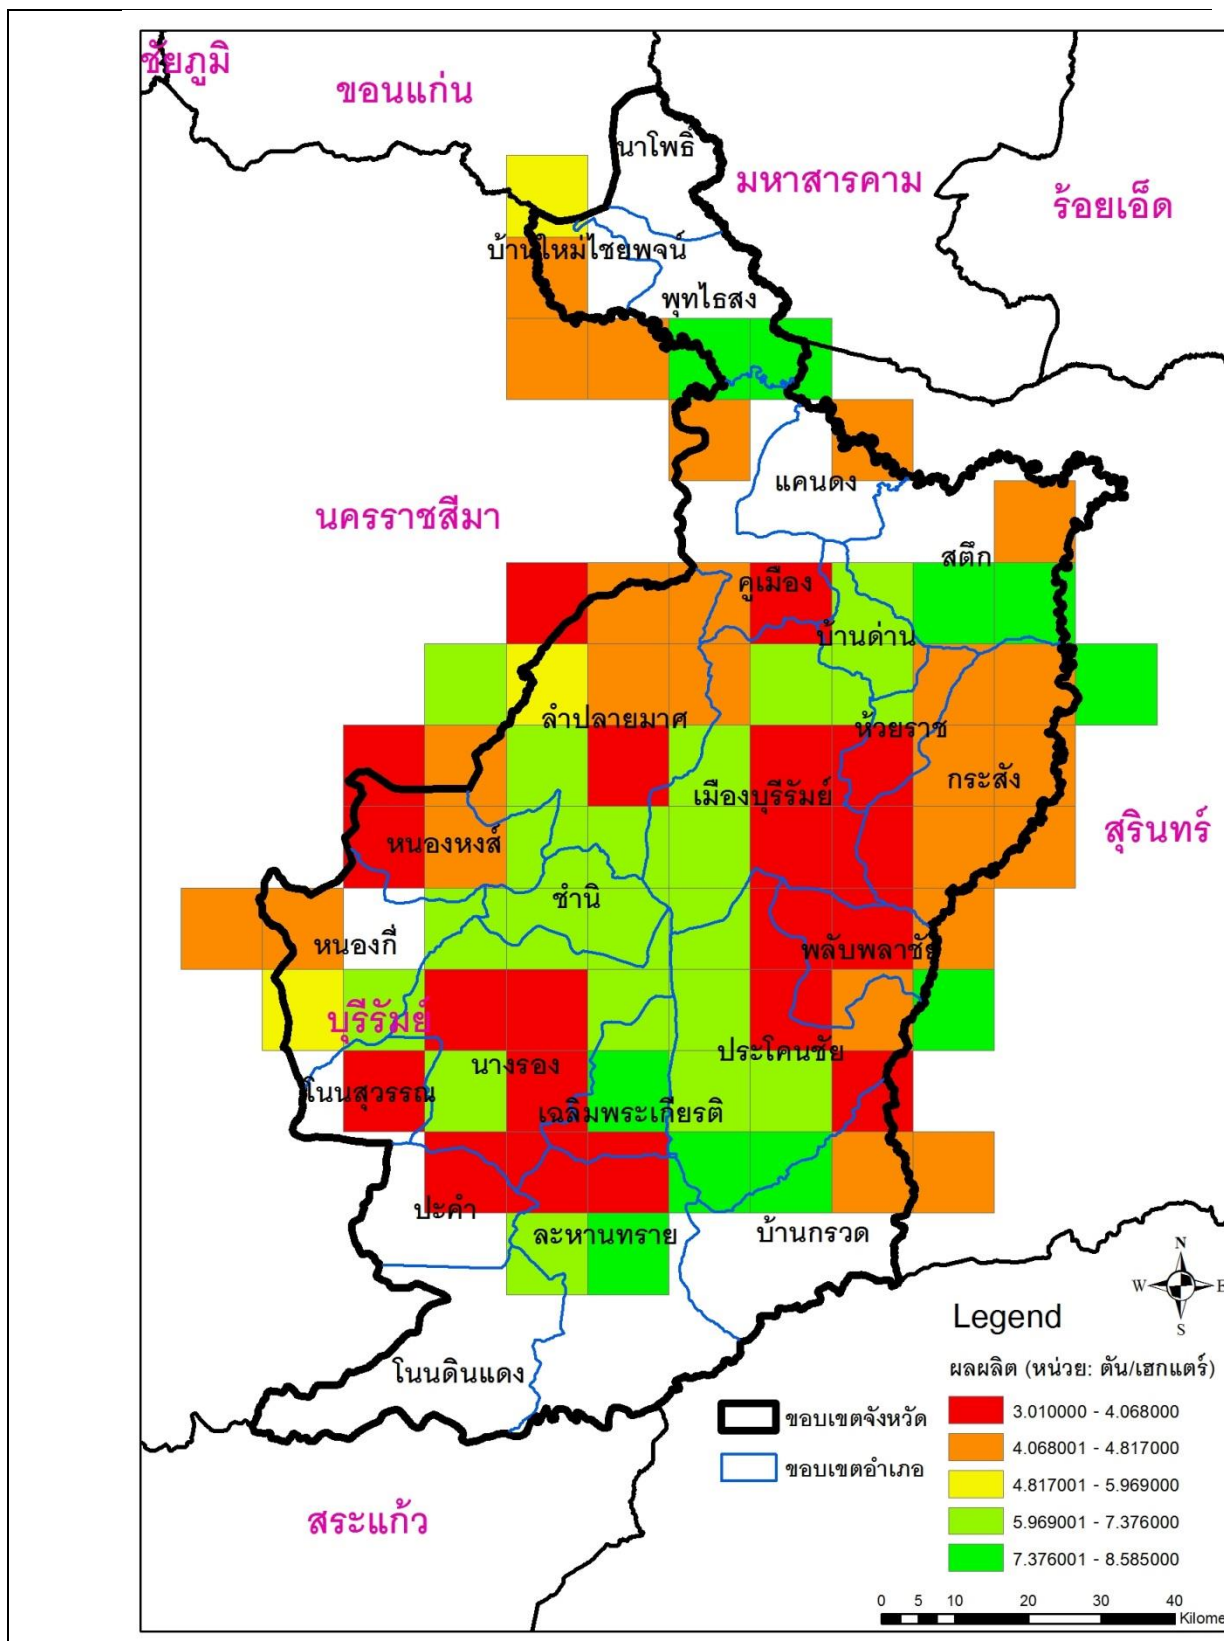 ชัยภูมิ
ขอนแก่น
นาโพธิ์
มหาสารคาม
ร้อยเอ็ด
บ้านใหม่ไชยพจน์
พุทไธสง
แคนดง
นครราชสีมา
สตึก
คูเมือง
บ้านด่าน
ลำปลายมาศ
ห้วยราช
กระสัง
เมืองบุรีรัมย์
สุรินทร์
หนองหงส์
ชำนิ
หนองกี่
พลับพลาชัย
บุรีรัมย์
ประโคนชัย
นางรอง
โนนสุวรรณ
เฉลิมพระเกียรติ
ปะคำ
ละหานทราย
บ้านกรวด
N
W E
S
Legend
ผลผลิต (หน่วย: ตัน/เฮกแตร์)
โนนดินแดง
3.010000 - 4.068000
ขอบเขตจังหวัด
4.068001 - 4.817000
ขอบเขตอำเภอ
4.817001 - 5.969000
5.969001 - 7.376000
สระแก้ว
7.376001 - 8.585000
0 5 10 20 30 40
Kilome